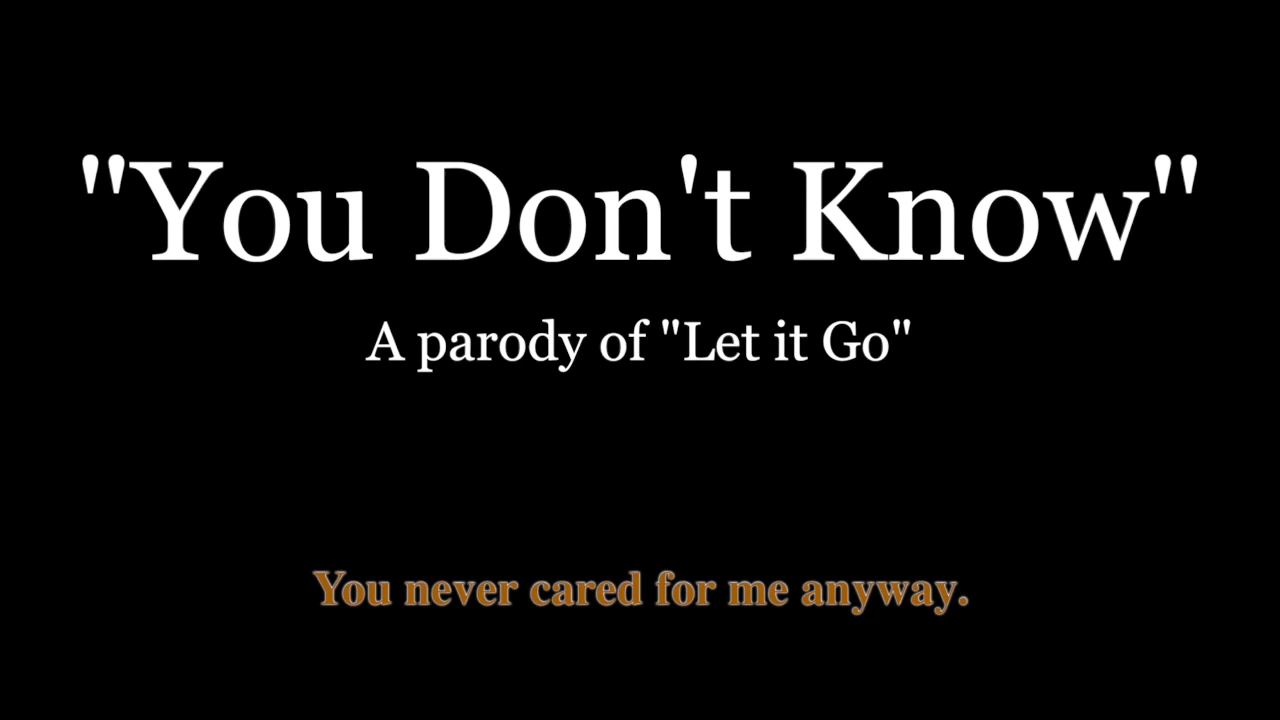 "You Don't Know"
A parody of "Let it Go"
You never cared for me anyway.